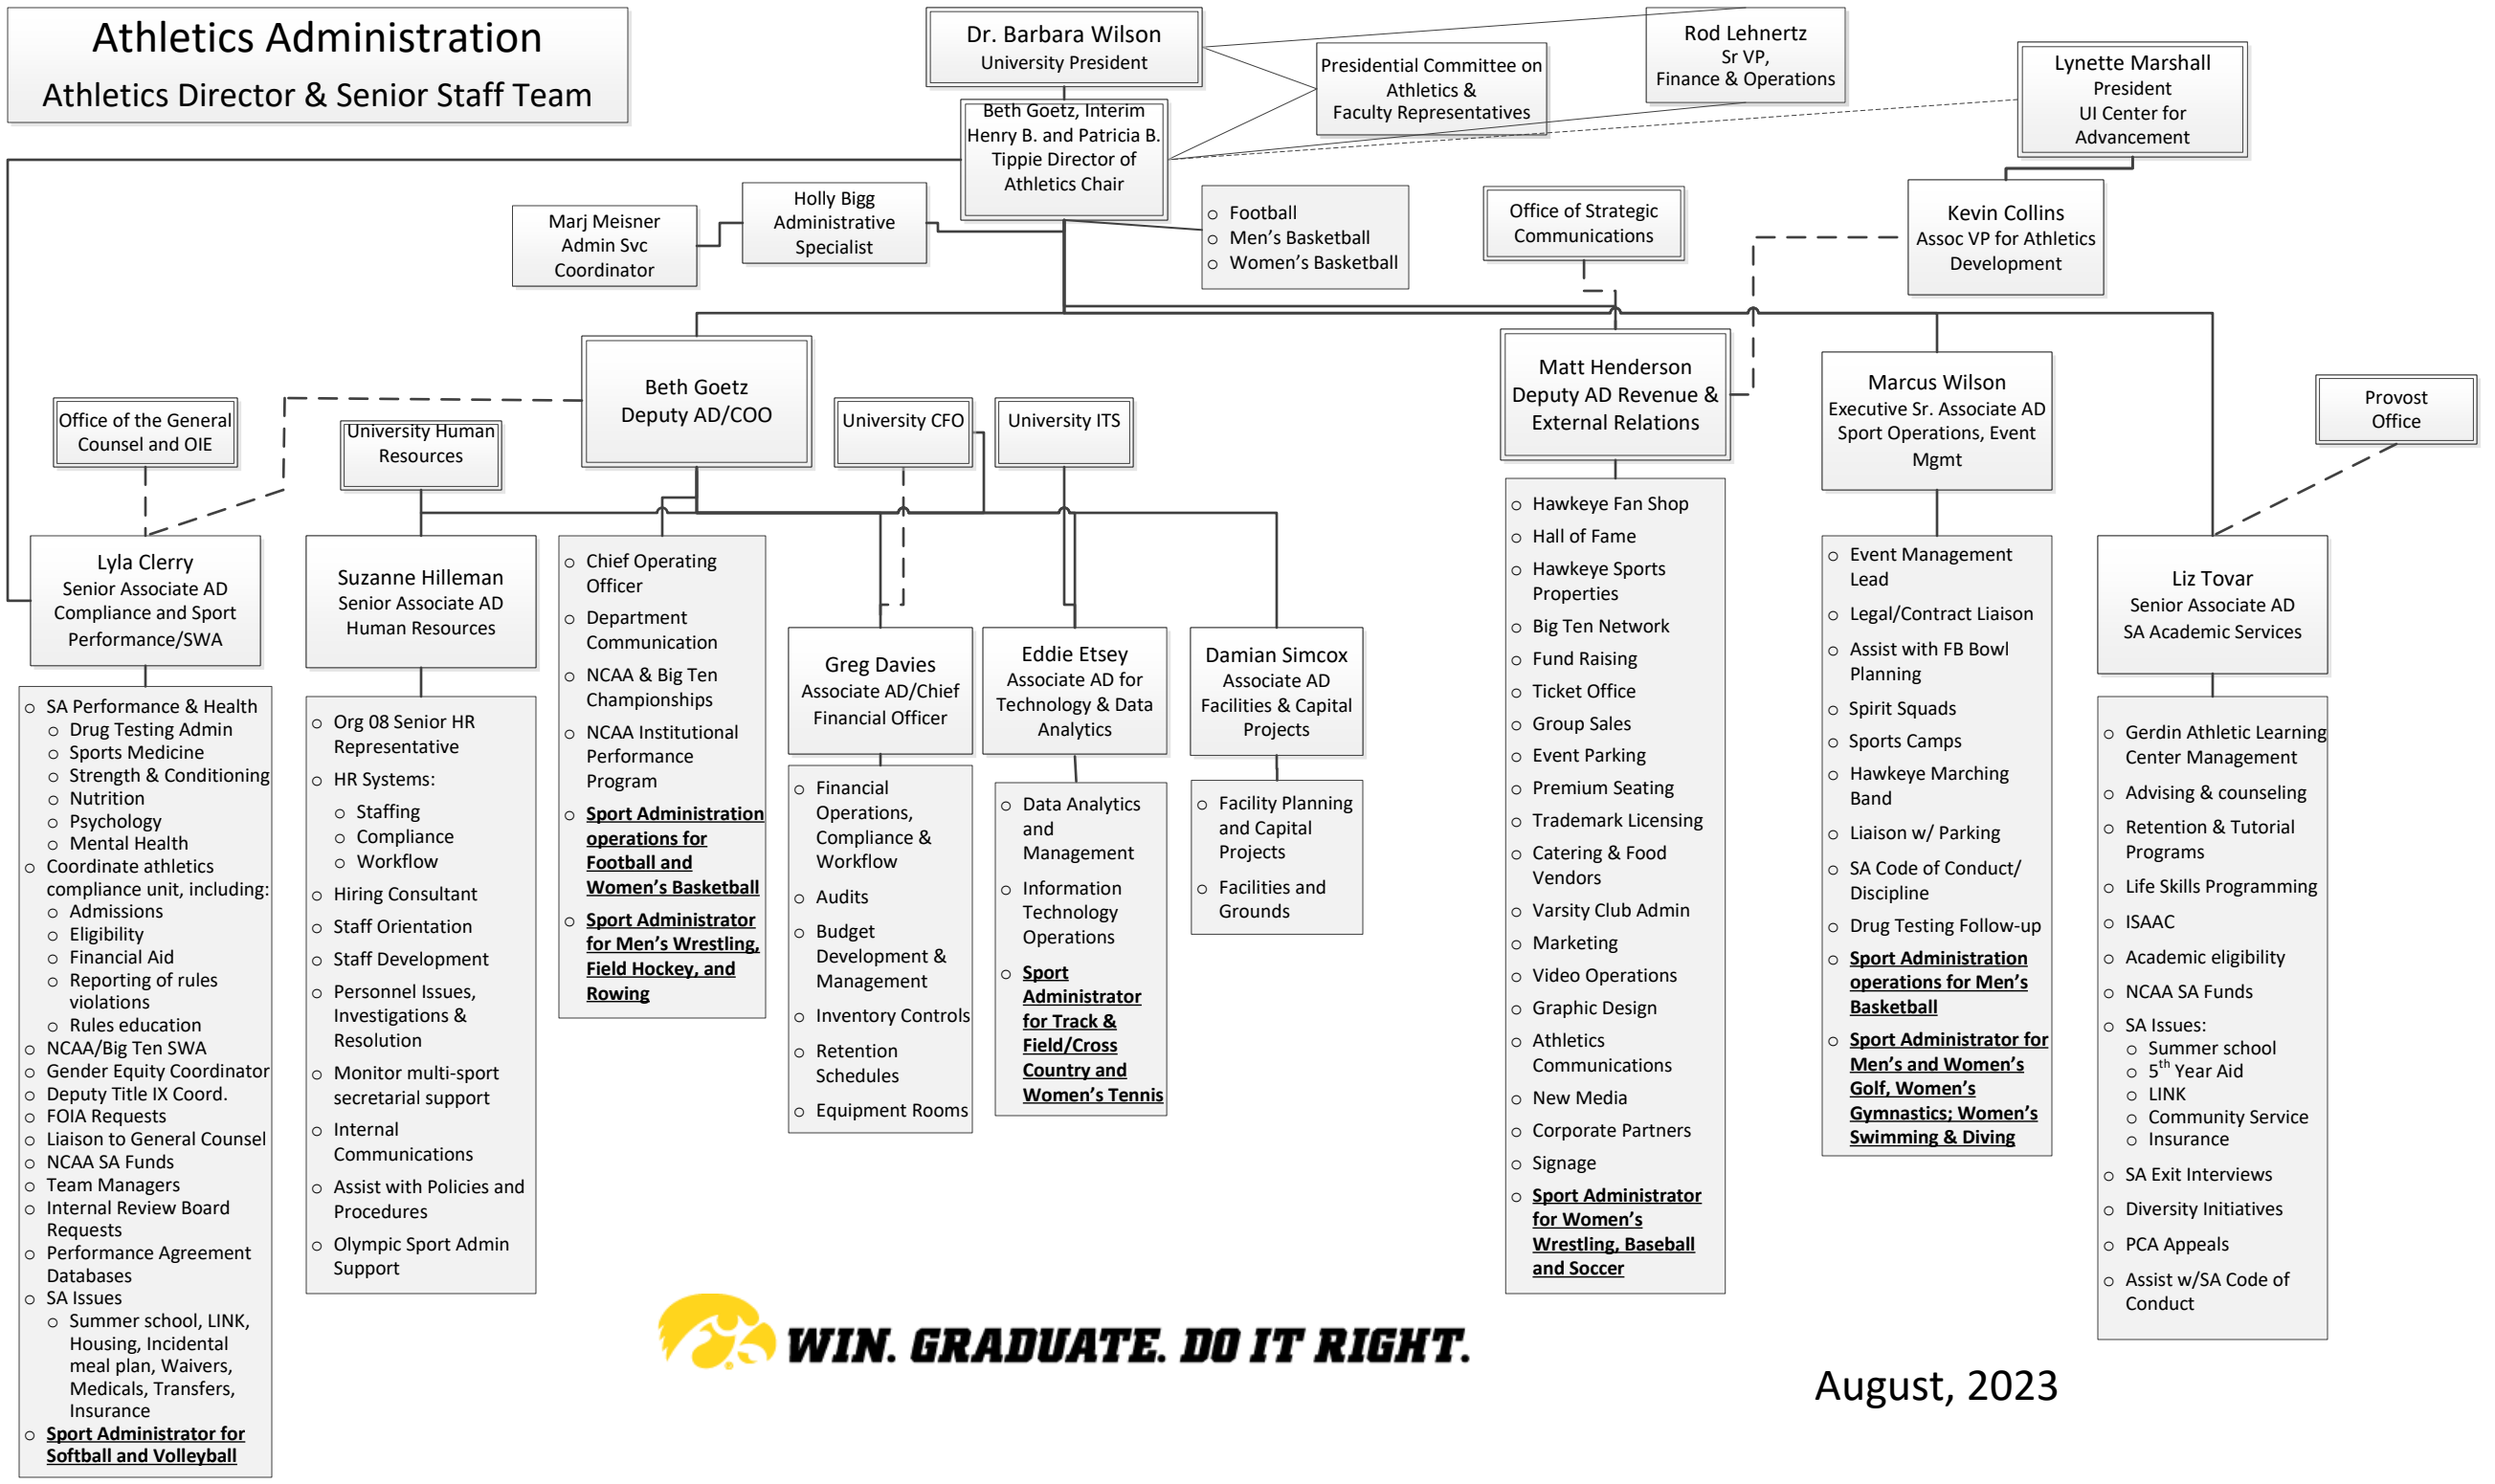 Athletics Administration
Athletics Director & Senior Staff Team
Dr. Barbara Wilson
University President
Rod Lehnertz
Sr VP,
Finance & Operations
Presidential Committee on
Athletics &
Faculty Representatives
Lynette Marshall
President
UI Center for
Advancement
Beth Goetz, Interim
Henry B. and Patricia B.
Tippie Director of
Athletics Chair
Marj Meisner
Admin Svc
Coordinator
Holly Bigg
Administrative
Specialist
○ Football
○ Men’s Basketball
○ Women’s Basketball
Office of Strategic
Communications
Kevin Collins
Assoc VP for Athletics
Development
Beth Goetz
Deputy AD/COO
Matt Henderson
Deputy AD Revenue &
External Relations
Marcus Wilson
Executive Sr. Associate AD
Sport Operations, Event
Mgmt
Provost
Office
Office of the General
Counsel and OIE
University Human
Resources
University CFO
University ITS
Lyla Clerry
Senior Associate AD
Compliance and Sport
Performance/SWA
○ SA Performance & Health
○ Drug Testing Admin
○ Sports Medicine
○ Strength & Conditioning
○ Nutrition
○ Psychology
○ Mental Health
○ Coordinate athletics
compliance unit, including:
○ Admissions
○ Eligibility
○ Financial Aid
○ Reporting of rules
violations
○ Rules education
○ NCAA/Big Ten SWA
○ Gender Equity Coordinator
○ Deputy Title IX Coord.
○ FOIA Requests
○ Liaison to General Counsel
○ NCAA SA Funds
○ Team Managers
○ Internal Review Board
Requests
○ Performance Agreement
Databases
○ SA Issues
○ Summer school, LINK,
Housing, Incidental
meal plan, Waivers,
Medicals, Transfers,
Insurance
○ Sport Administrator for
Softball and Volleyball
Suzanne Hilleman
Senior Associate AD
Human Resources
○ Org 08 Senior HR
Representative
○ HR Systems:
○ Staffing
○ Compliance
○ Workflow
○ Hiring Consultant
○ Staff Orientation
○ Staff Development
○ Personnel Issues,
Investigations &
Resolution
○ Monitor multi-sport
secretarial support
○ Internal
Communications
○ Assist with Policies and
Procedures
○ Olympic Sport Admin
Support
○ Chief Operating
Officer
○ Department
Communication
○ NCAA & Big Ten
Championships
○ NCAA Institutional
Performance
Program
○ Sport Administration
operations for
Football and
Women’s Basketball
○ Sport Administrator
for Men’s Wrestling,
Field Hockey, and
Rowing
Greg Davies
Associate AD/Chief
Financial Officer
○ Financial
Operations,
Compliance &
Workflow
○ Audits
○ Budget
Development &
Management
○ Inventory Controls
○ Retention
Schedules
○ Equipment Rooms
Eddie Etsey
Associate AD for
Technology & Data
Analytics
○ Data Analytics
and
Management
○ Information
Technology
Operations
○ Sport
Administrator
for Track &
Field/Cross
Country and
Women’s Tennis
Damian Simcox
Associate AD
Facilities & Capital
Projects
○ Facility Planning
and Capital
Projects
○ Facilities and
Grounds
○ Hawkeye Fan Shop
○ Hall of Fame
○ Hawkeye Sports
Properties
○ Big Ten Network
○ Fund Raising
○ Ticket Office
○ Group Sales
○ Event Parking
○ Premium Seating
○ Trademark Licensing
○ Catering & Food
Vendors
○ Varsity Club Admin
○ Marketing
○ Video Operations
○ Graphic Design
○ Athletics
Communications
○ New Media
○ Corporate Partners
○ Signage
○ Sport Administrator
for Women’s
Wrestling, Baseball
and Soccer
○ Event Management
Lead
○ Legal/Contract Liaison
○ Assist with FB Bowl
Planning
○ Spirit Squads
○ Sports Camps
○ Hawkeye Marching
Band
○ Liaison w/ Parking
○ SA Code of Conduct/
Discipline
○ Drug Testing Follow-up
○ Sport Administration
operations for Men’s
Basketball
○ Sport Administrator for
Men’s and Women’s
Golf, Women’s
Gymnastics; Women’s
Swimming & Diving
Liz Tovar
Senior Associate AD
SA Academic Services
○ Gerdin Athletic Learning
Center Management
○ Advising & counseling
○ Retention & Tutorial
Programs
○ Life Skills Programming
○ ISAAC
○ Academic eligibility
○ NCAA SA Funds
○ SA Issues:
○ Summer school
○ 5th Year Aid
○ LINK
○ Community Service
○ Insurance
○ SA Exit Interviews
○ Diversity Initiatives
○ PCA Appeals
○ Assist w/SA Code of
Conduct
WIN. GRADUATE. DO IT RIGHT.
August, 2023